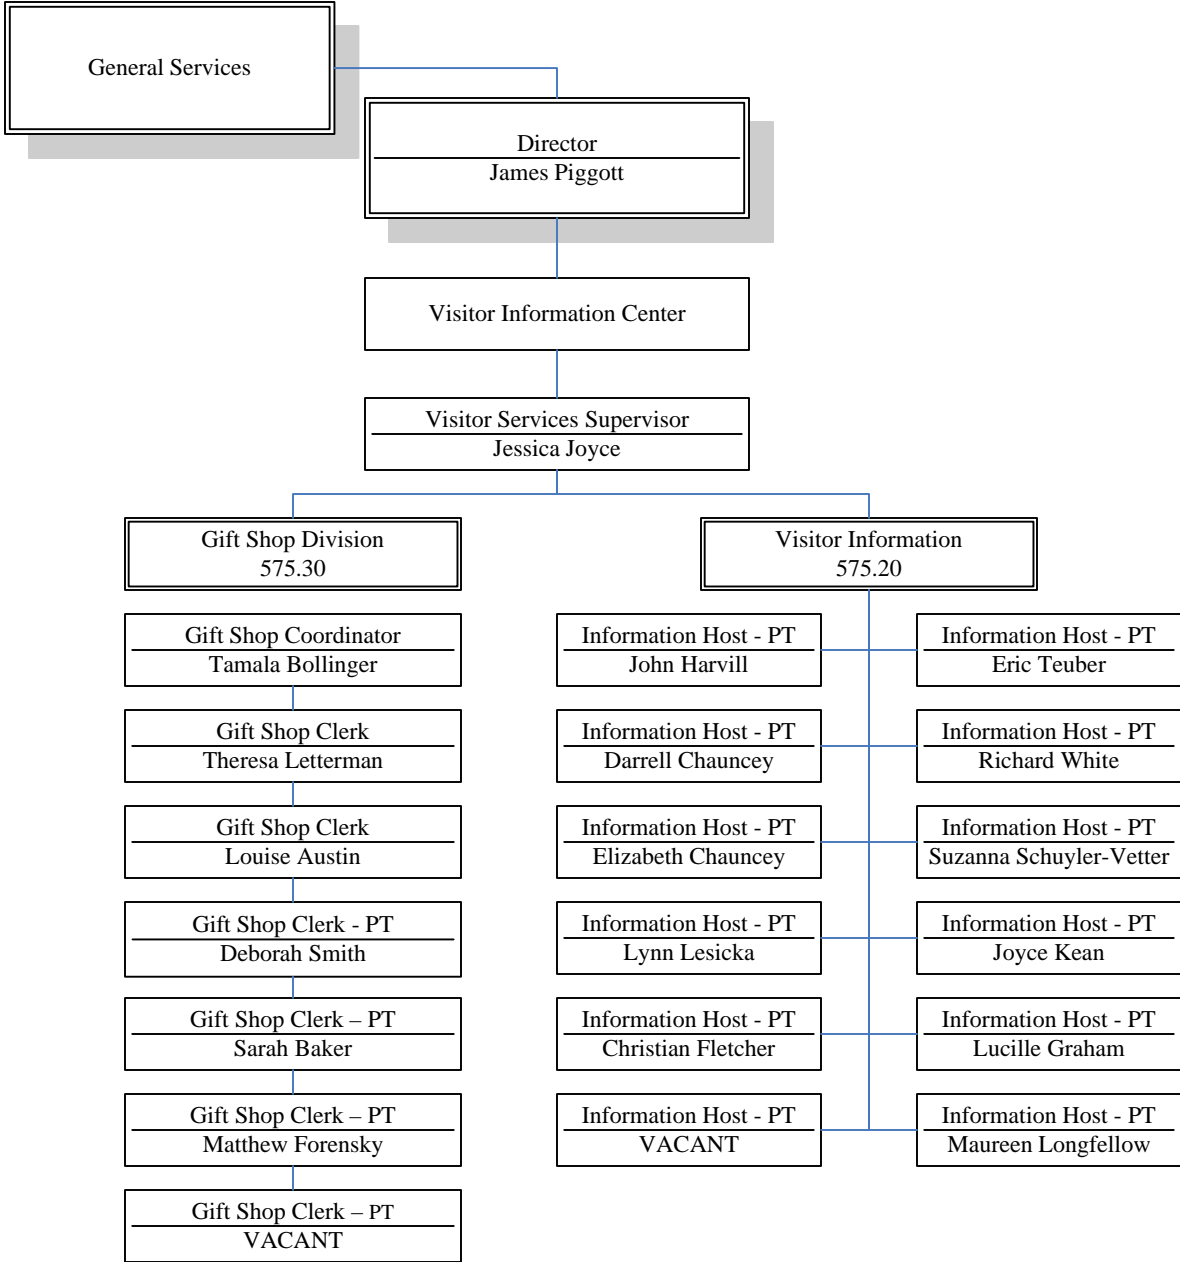 General Services
Director
James Piggott
Visitor Information Center
Visitor Services Supervisor
Jessica Joyce
Gift Shop Division
575.30
Visitor Information
575.20
Gift Shop Coordinator
Tamala Bollinger
Gift Shop Clerk
Theresa Letterman
Gift Shop Clerk
Louise Austin
Gift Shop Clerk - PT
Deborah Smith
Gift Shop Clerk – PT
Sarah Baker
Gift Shop Clerk – PT
Matthew Forensky
Gift Shop Clerk – PT
VACANT
Information Host - PT
John Harvill
Information Host - PT
Darrell Chauncey
Information Host - PT
Elizabeth Chauncey
Information Host - PT
Lynn Lesicka
Information Host - PT
Christian Fletcher
Information Host - PT
VACANT
Information Host - PT
Eric Teuber
Information Host - PT
Richard White
Information Host - PT
Suzanna Schuyler-Vetter
Information Host - PT
Joyce Kean
Information Host - PT
Lucille Graham
Information Host - PT
Maureen Longfellow